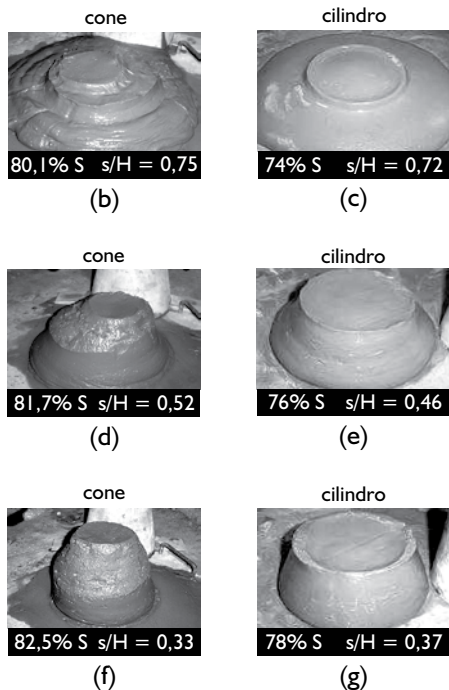 cone
cilindro
80,1% S s/H = 0,75
74% S s/H = 0,72
(b)
(c)
cone
cilindro
81,7% S s/H = 0,52
76% S s/H = 0,46
(d)
(e)
cone
cilindro
82,5% S s/H = 0,33
78% S s/H = 0,37
(f)
(g)